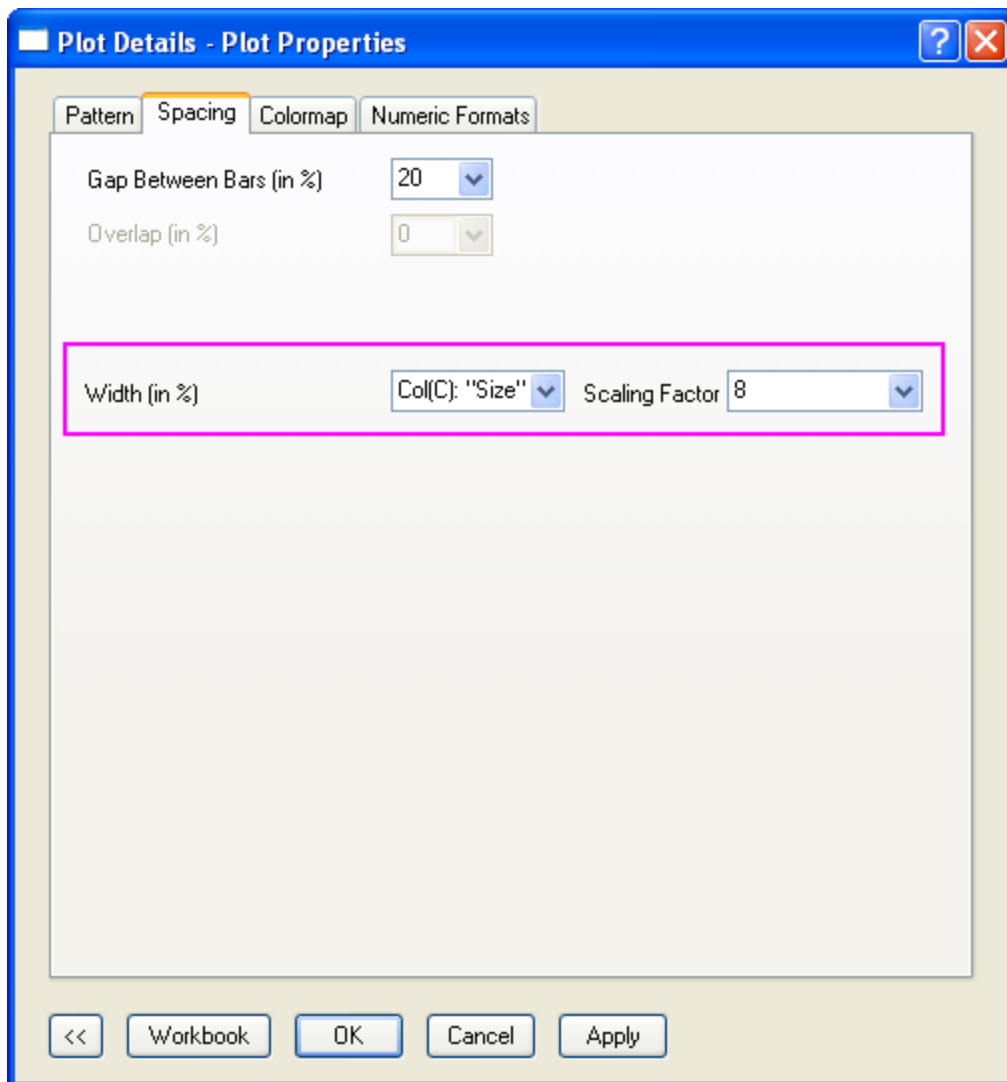 Plot Details - Plot Properties
Pattern Spacing Colormap Numeric Formats
Gap Between Bars (in %) 20
Overlap (in %) 0
Width (in %) Col(C): "Size" Scaling Factor 8
<< Workbook OK Cancel Apply